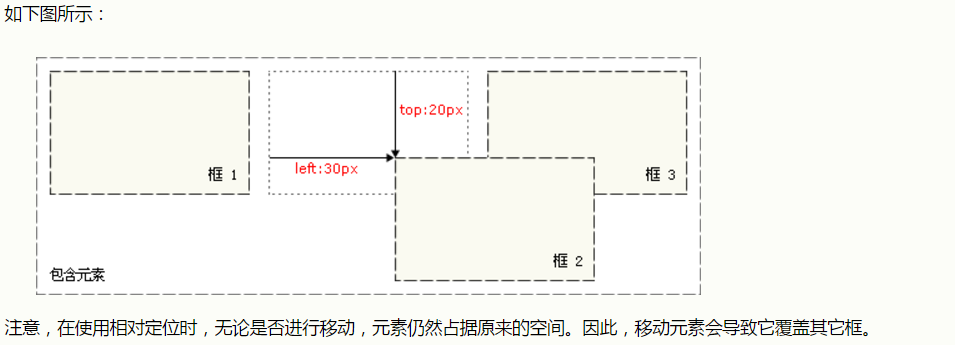 如下图所示：
top:20px
left:30px
框 1
框 3
框 2
包含元素
注意，在使用相对定位时，无论是否进行移动，元素仍然占据原来的空间。因此，移动元素会导致它覆盖其它框。